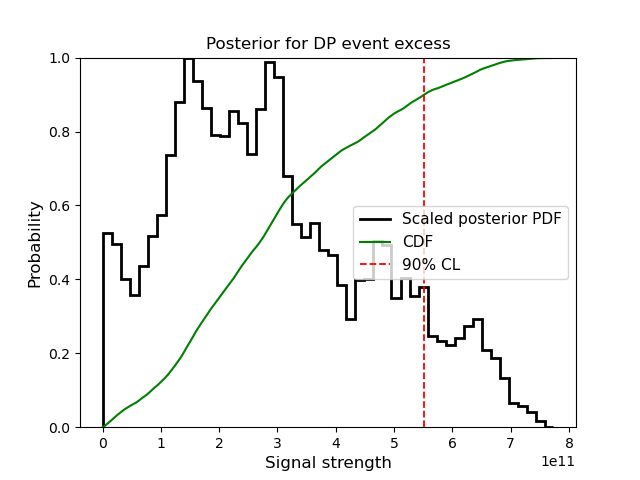 Posterior for DP event excess
Probability
1.0
0.8
0.6
0.4
0.2
0.0
Scaled posterior PDF
CDF
90% CL
0 1 2 3 4 5 6 7 8
1e11
Signal strength